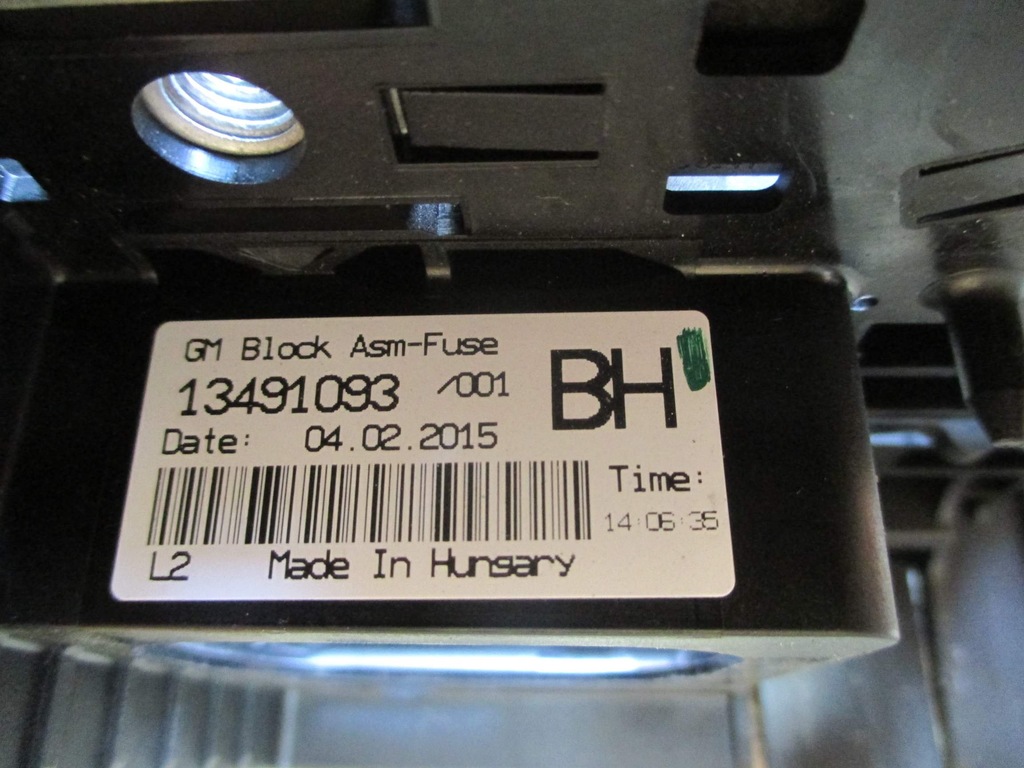 GM Block Asm-Fuse
13491093 /001
BH
Date: 04.02.2015
Time:
14:06:35
L2 Made In Hungary